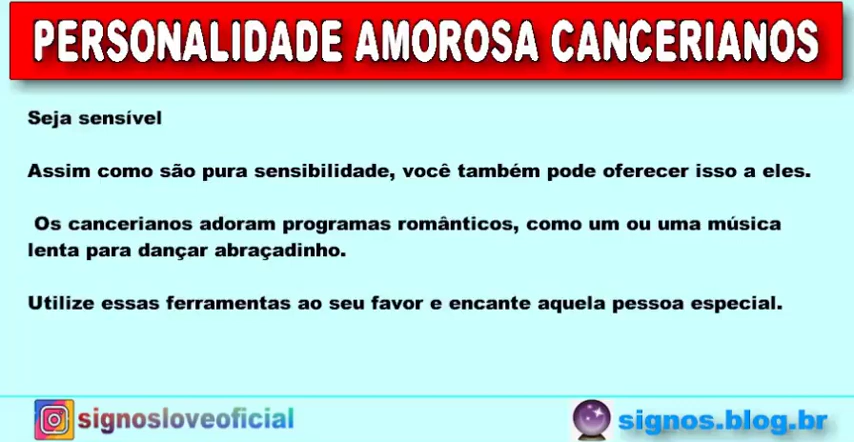 PERSONALIDADE AMOROSA CANCERIANOS
Seja sensível
Assim como são pura sensibilidade, você também pode oferecer isso a eles.
Os cancerianos adoram programas românticos, como um ou uma música
lenta para dançar abraçadinho.
Utilize essas ferramentas ao seu favor e encante aquela pessoa especial.
signosloveoficial
signos.blog.br